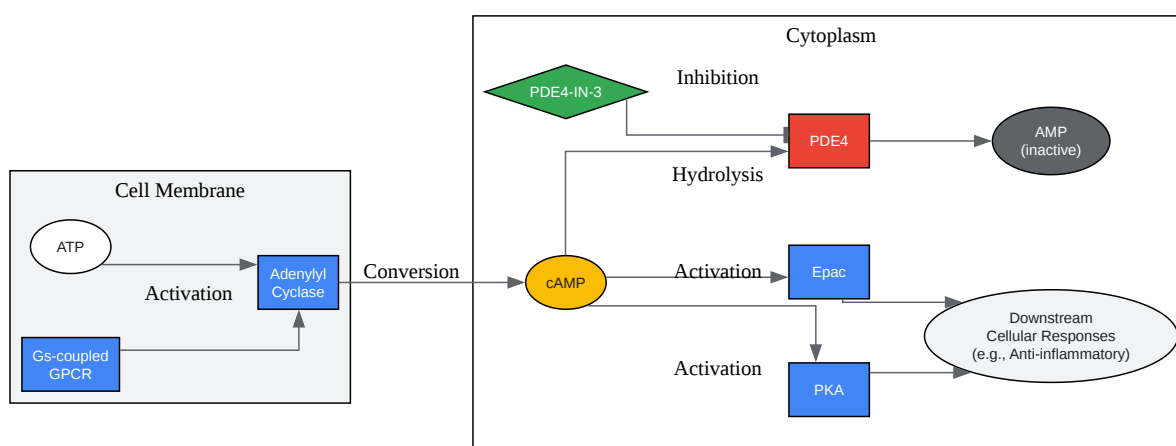 Cytoplasm
PDE4-IN-3
Inhibition
PDE4
AMP
(inactive)
Hydrolysis
Cell Membrane
ATP
Adenylyl
Cyclase
Activation
Gs-coupled
GPCR
Conversion
cAMP
Activation
Epac
Downstream
Cellular Responses
(e.g., Anti-inflammatory)
Activation
PKA